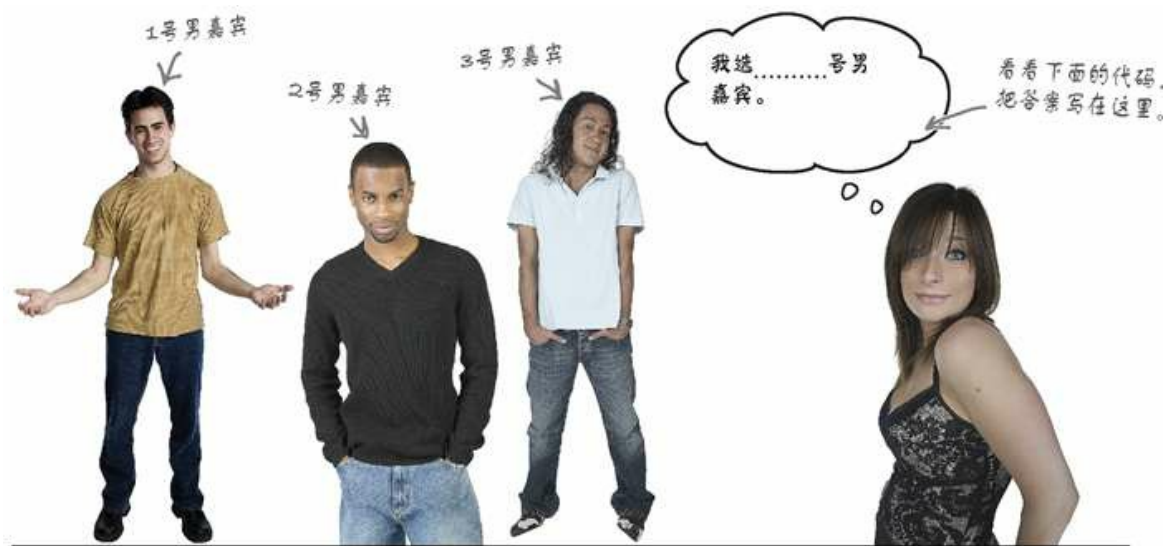 1号男嘉宾
2号男嘉宾
3号男嘉宾
我选..........号男
嘉宾。
看看下面的代码,
把答案写在这里。